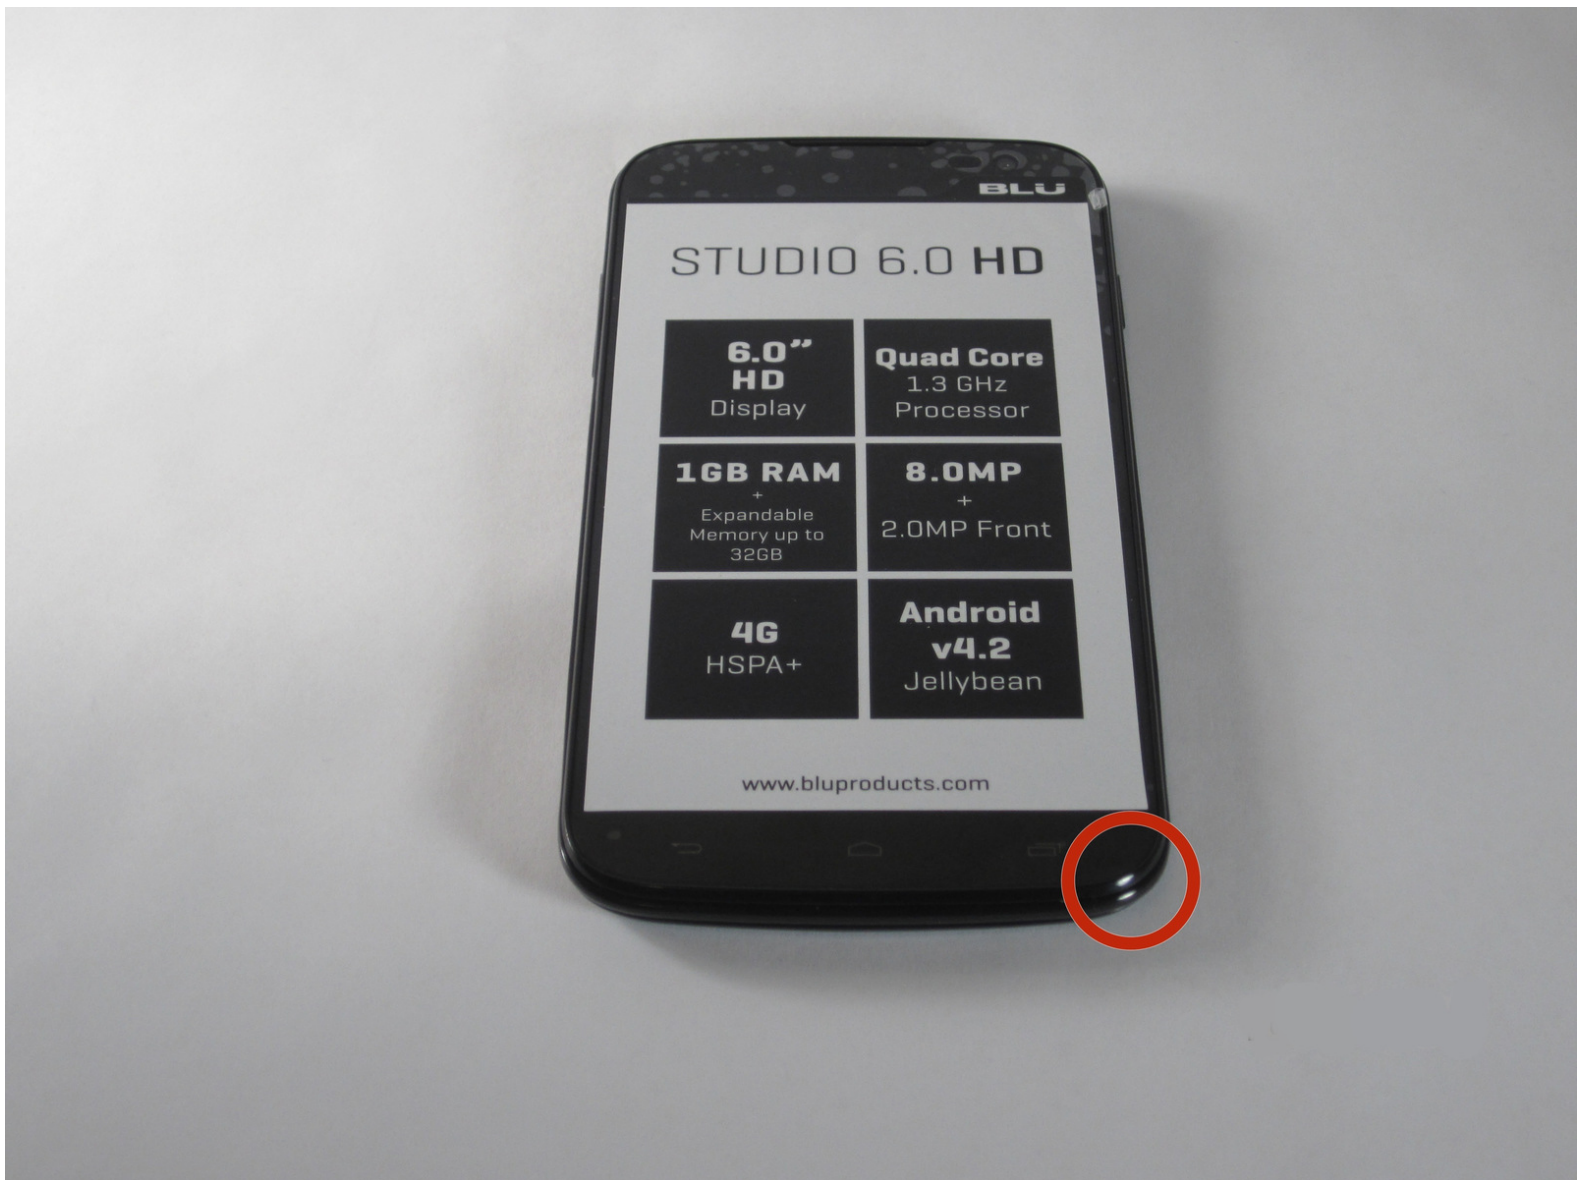 BLU
STUDIO 6.0 HD
6.0”
HD
Display
Quad Core
1.3 GHz
Processor
1GB RAM
+
Expandable
Memory up to
32GB
8.0MP
+
2.0MP Front
4G
HSPA+
Android
v4.2
Jellybean
www.bluproducts.com